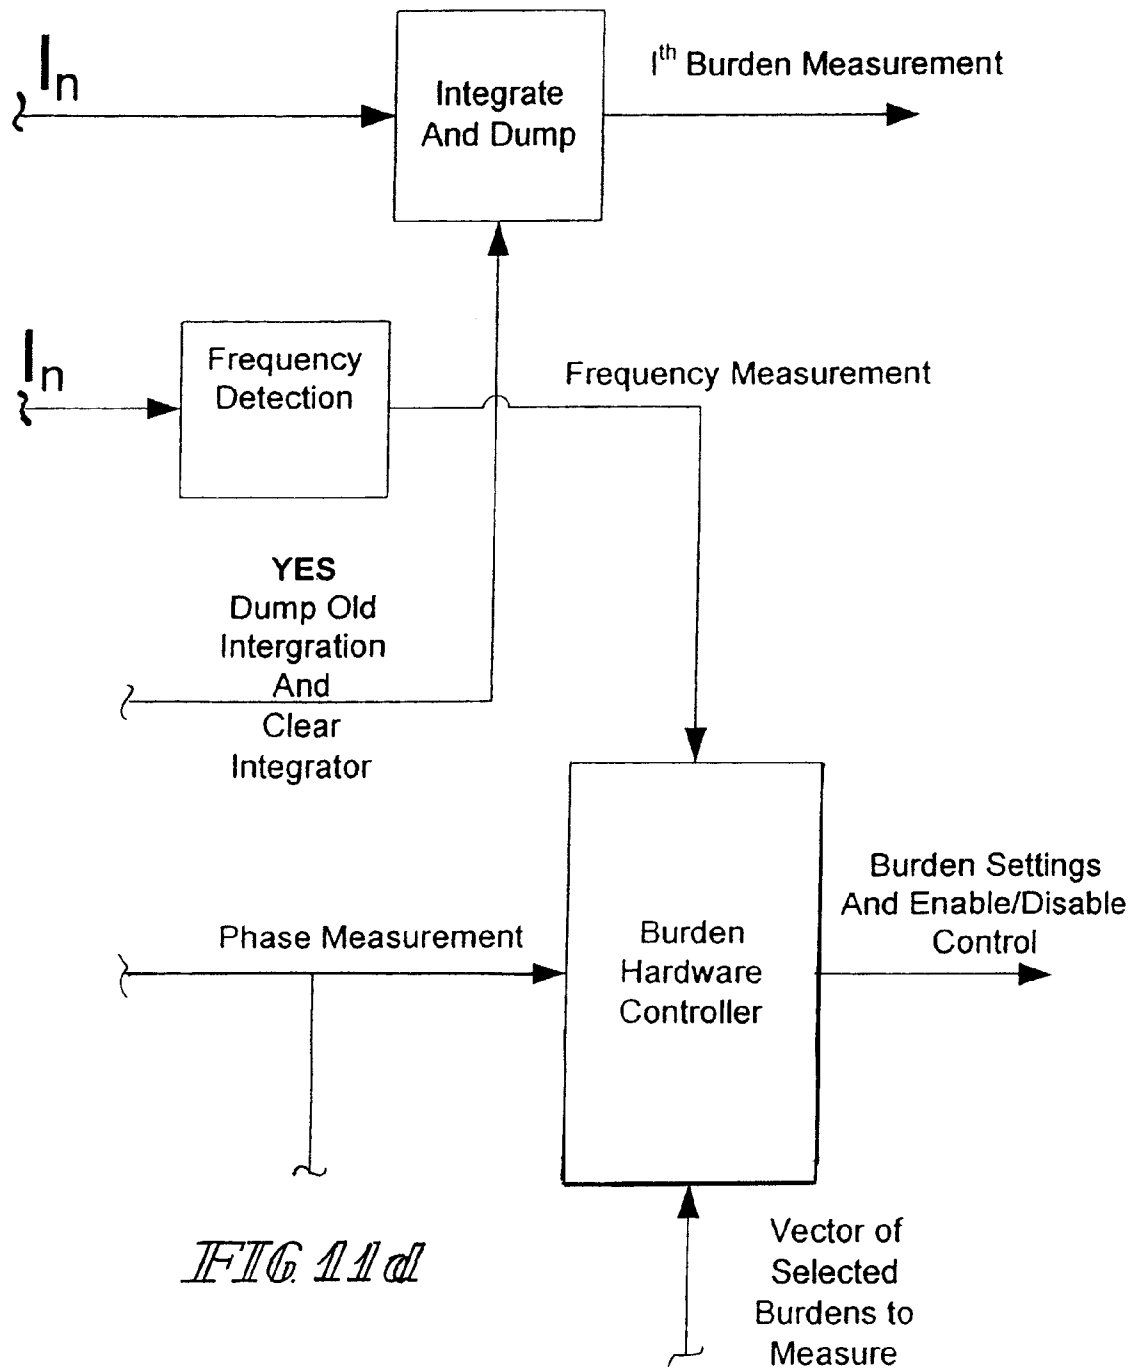 In
Integrate
And Dump
Ith Burden Measurement
In
Frequency
Detection
Frequency Measurement
YES
Dump Old
Intergration
And
Clear
Integrator
Phase Measurement
Burden
Hardware
Controller
Burden Settings
And Enable/Disable
Control
Vector of
Selected
Burdens to
Measure
FIG. 11d